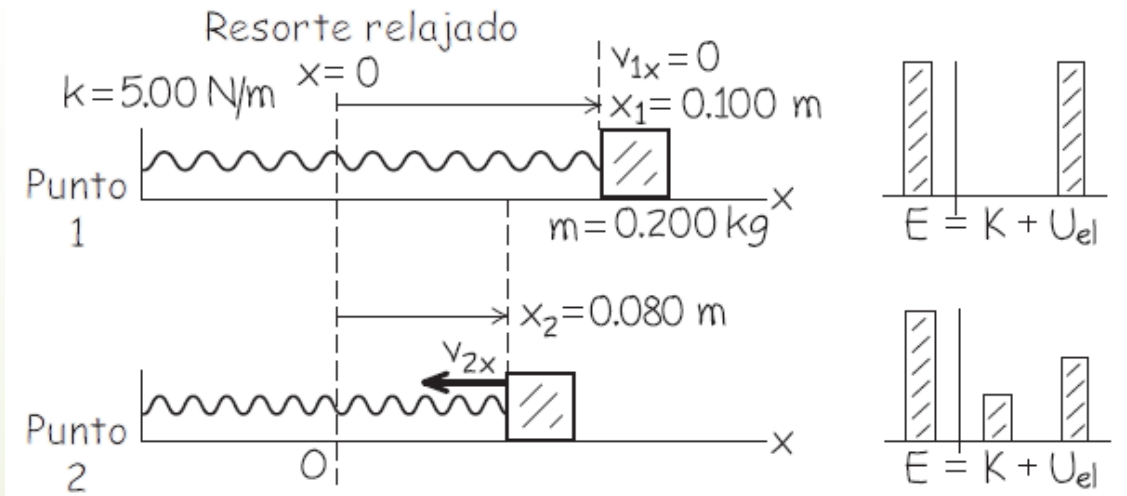 Resorte relajado
k=5.00 N/m
x=0
v₁ₓ=0
x₁=0.100 m
Punto
1
x
m=0.200 kg
E = K + Uₑₗ
x₂=0.080 m
v₂ₓ
Punto
2
0
x
E = K + Uₑₗ